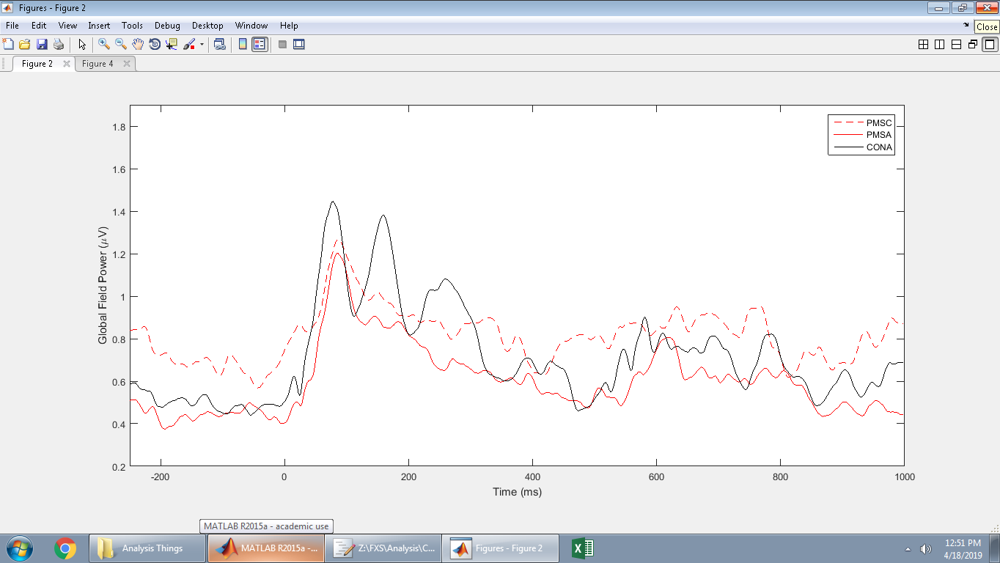 Figures - Figure 2
File Edit View Insert Tools Debug Desktop Window Help
Close
Figure 2 Figure 4
1.8
1.6
1.4
1.2
1
0.8
0.6
0.4
0.2
Global Field Power (μV)
PMSC
PMSA
CONA
-200 0 200 400 600 800 1000
Time (ms)
MATLAB R2015a - academic use
Analysis Things
MATLAB R2015a -...
Z:\FXS\Analysis\C...
Figures - Figure 2
12:51 PM
4/18/2019